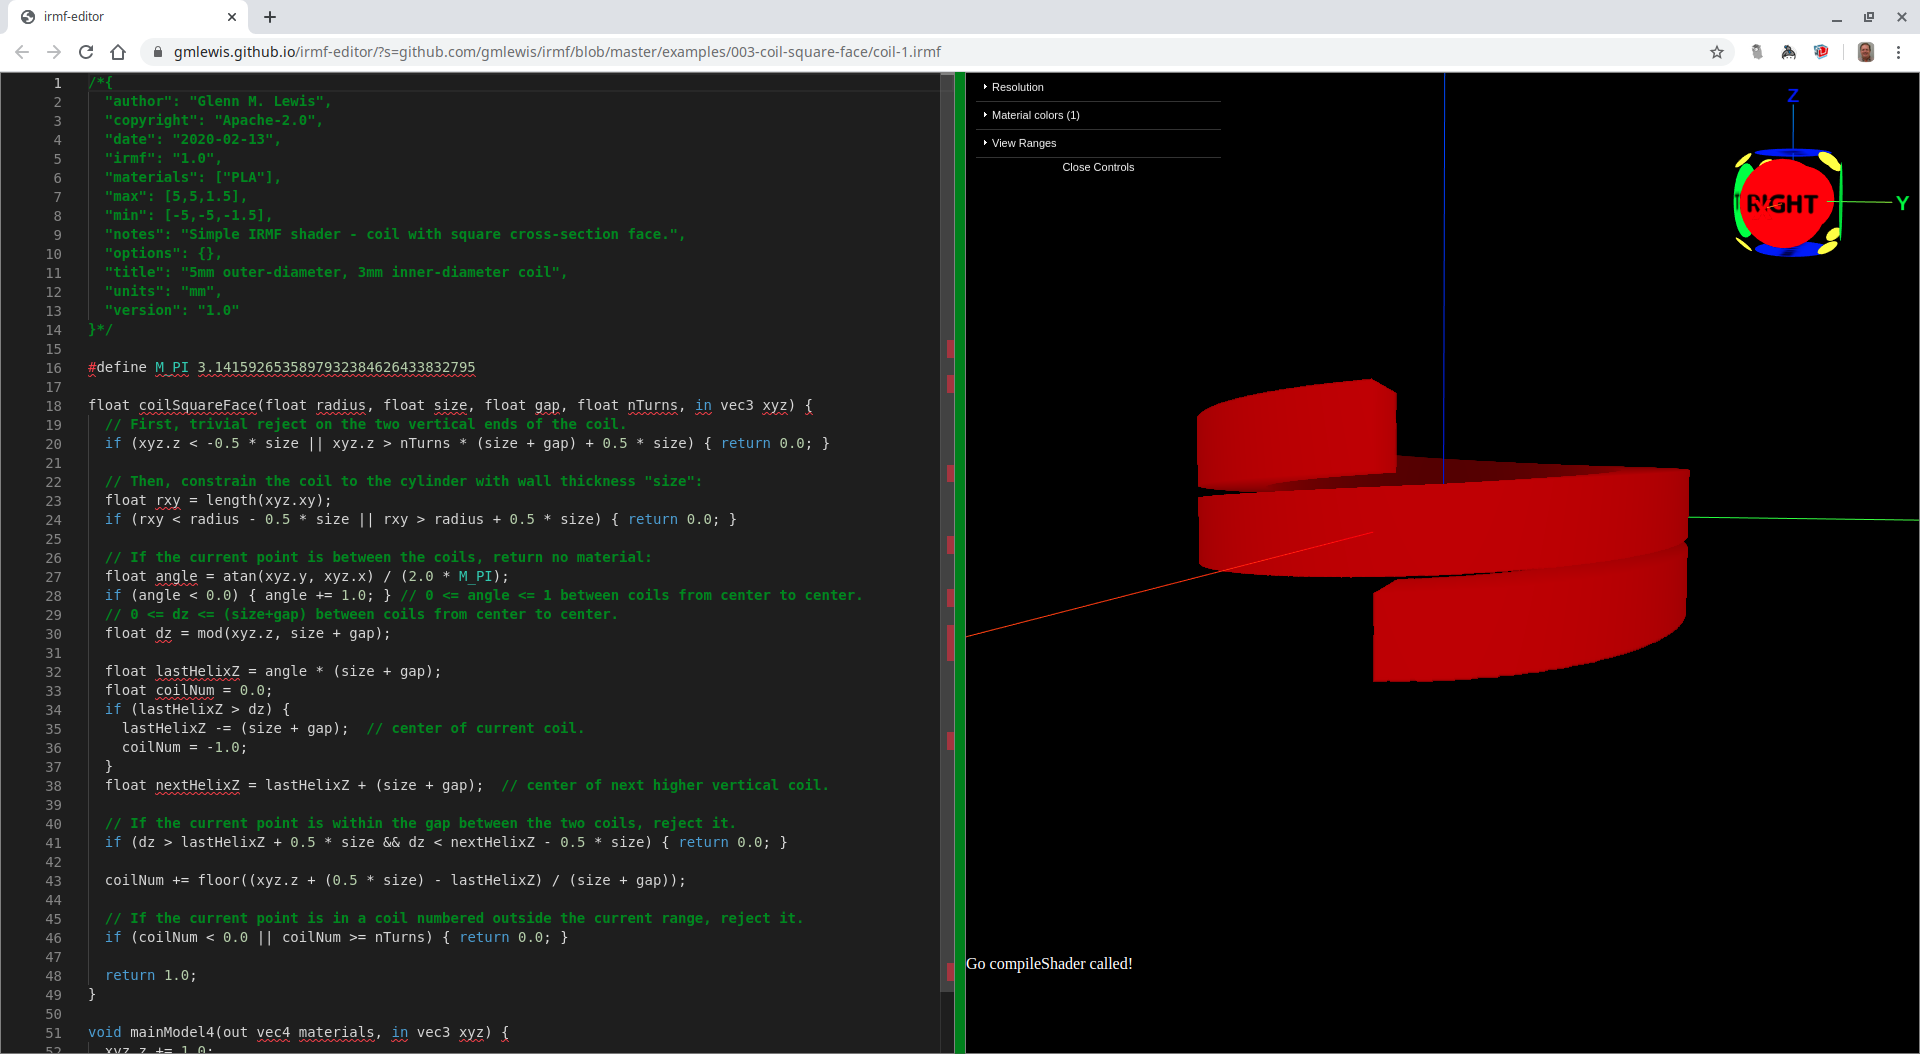 irmf-editor
gmlewis.github.io/irmf-editor/?s=github.com/gmlewis/irmf/blob/master/examples/003-coil-square-face/coil-1.irmf
1 /*{
2 "author": "Glenn M. Lewis",
3 "copyright": "Apache-2.0",
4 "date": "2020-02-13",
5 "irmf": "1.0",
6 "materials": ["PLA"],
7 "max": [5,5,1.5],
8 "min": [-5,-5,-1.5],
9 "notes": "Simple IRMF shader - coil with square cross-section face.",
10 "options": {},
11 "title": "5mm outer-diameter, 3mm inner-diameter coil",
12 "units": "mm",
13 "version": "1.0"
14 }*/
15
16 #define M_PI 3.1415926535897932384626433832795
17
18 float coilSquareFace(float radius, float size, float gap, float nTurns, in vec3 xyz) {
19 // First, trivial reject on the two vertical ends of the coil.
20 if (xyz.z < -0.5 * size || xyz.z > nTurns * (size + gap) + 0.5 * size) { return 0.0; }
21
22 // Then, constrain the coil to the cylinder with wall thickness "size":
23 float rxy = length(xyz.xy);
24 if (rxy < radius - 0.5 * size || rxy > radius + 0.5 * size) { return 0.0; }
25
26 // If the current point is between the coils, return no material:
27 float angle = atan(xyz.y, xyz.x) / (2.0 * M_PI);
28 if (angle < 0.0) { angle += 1.0; } // 0 <= angle <= 1 between coils from center to center.
29 // 0 <= dz <= (size+gap) between coils from center to center.
30 float dz = mod(xyz.z, size + gap);
31
32 float lastHelixZ = angle * (size + gap);
33 float coilNum = 0.0;
34 if (lastHelixZ > dz) {
35 lastHelixZ -= (size + gap);  // center of current coil.
36 coilNum = -1.0;
37 }
38 float nextHelixZ = lastHelixZ + (size + gap);  // center of next higher vertical coil.
39
40 // If the current point is within the gap between the two coils, reject it.
41 if (dz > lastHelixZ + 0.5 * size && dz < nextHelixZ - 0.5 * size) { return 0.0; }
42
43 coilNum += floor((xyz.z + (0.5 * size) - lastHelixZ) / (size + gap));
44
45 // If the current point is in a coil numbered outside the current range, reject it.
46 if (coilNum < 0.0 || coilNum >= nTurns) { return 0.0; }
47
48 return 1.0;
49 }
50
51 void mainModel4(out vec4 materials, in vec3 xyz) {
52 xyz.z += 1.0;
Resolution
Material colors (1)
View Ranges
Close Controls
Z
RIGHT
Y
Go compileShader called!